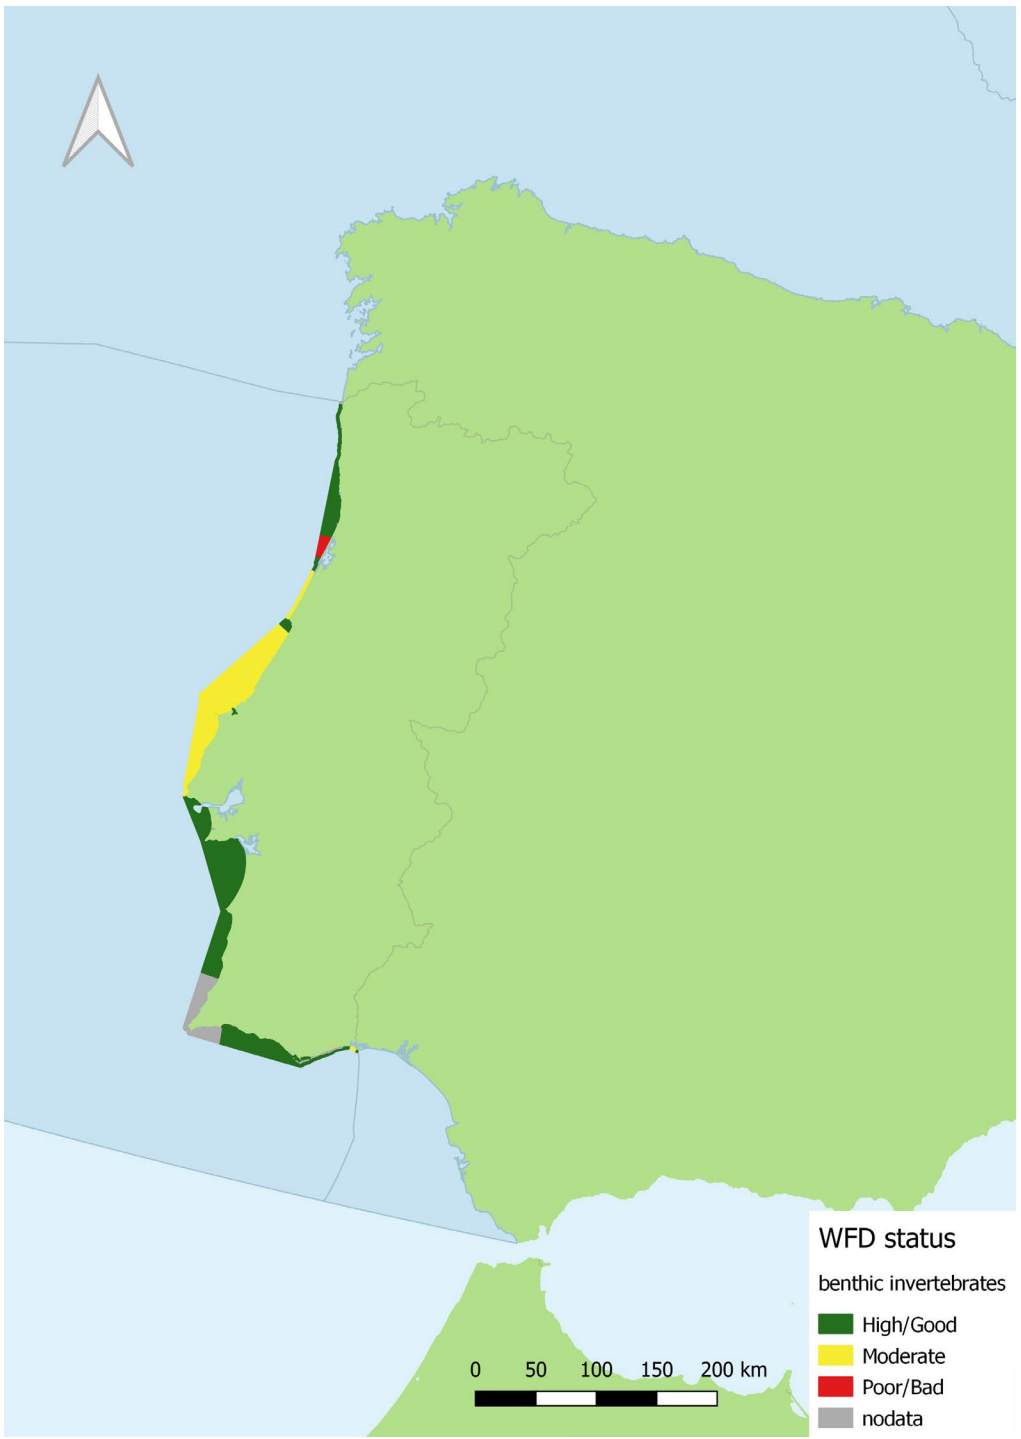 WFD status
benthic invertebrates
High/Good
Moderate
Poor/Bad
nodata
0 50 100 150 200 km